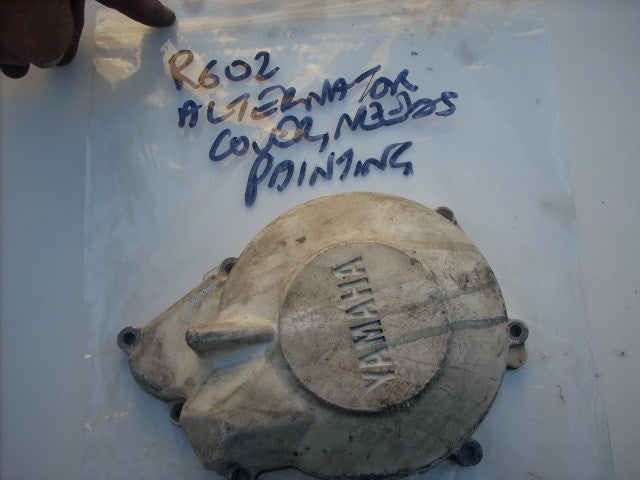 R602
ALTERNATOR
COVER, NEEDS
PAINTING
YAMAHA